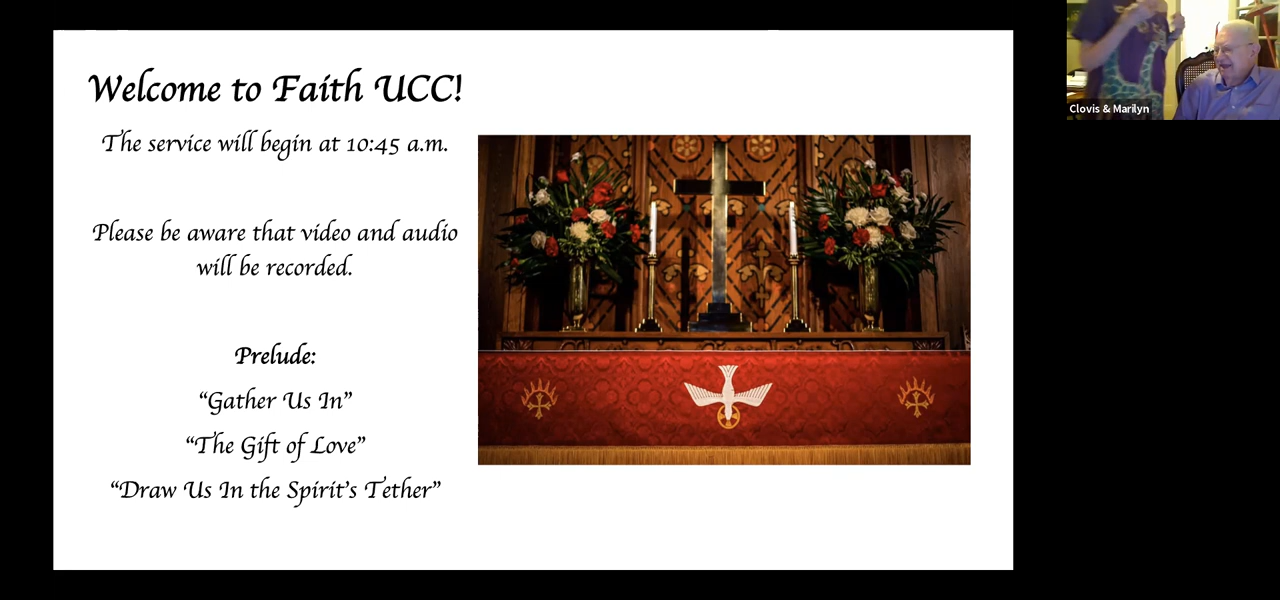 Welcome to Faith UCC!
The service will begin at 10:45 a.m.
Please be aware that video and audio
will be recorded.
Prelude:
“Gather Us In”
“The Gift of Love”
“Draw Us In the Spirit's Tether”
Clovis & Marilyn